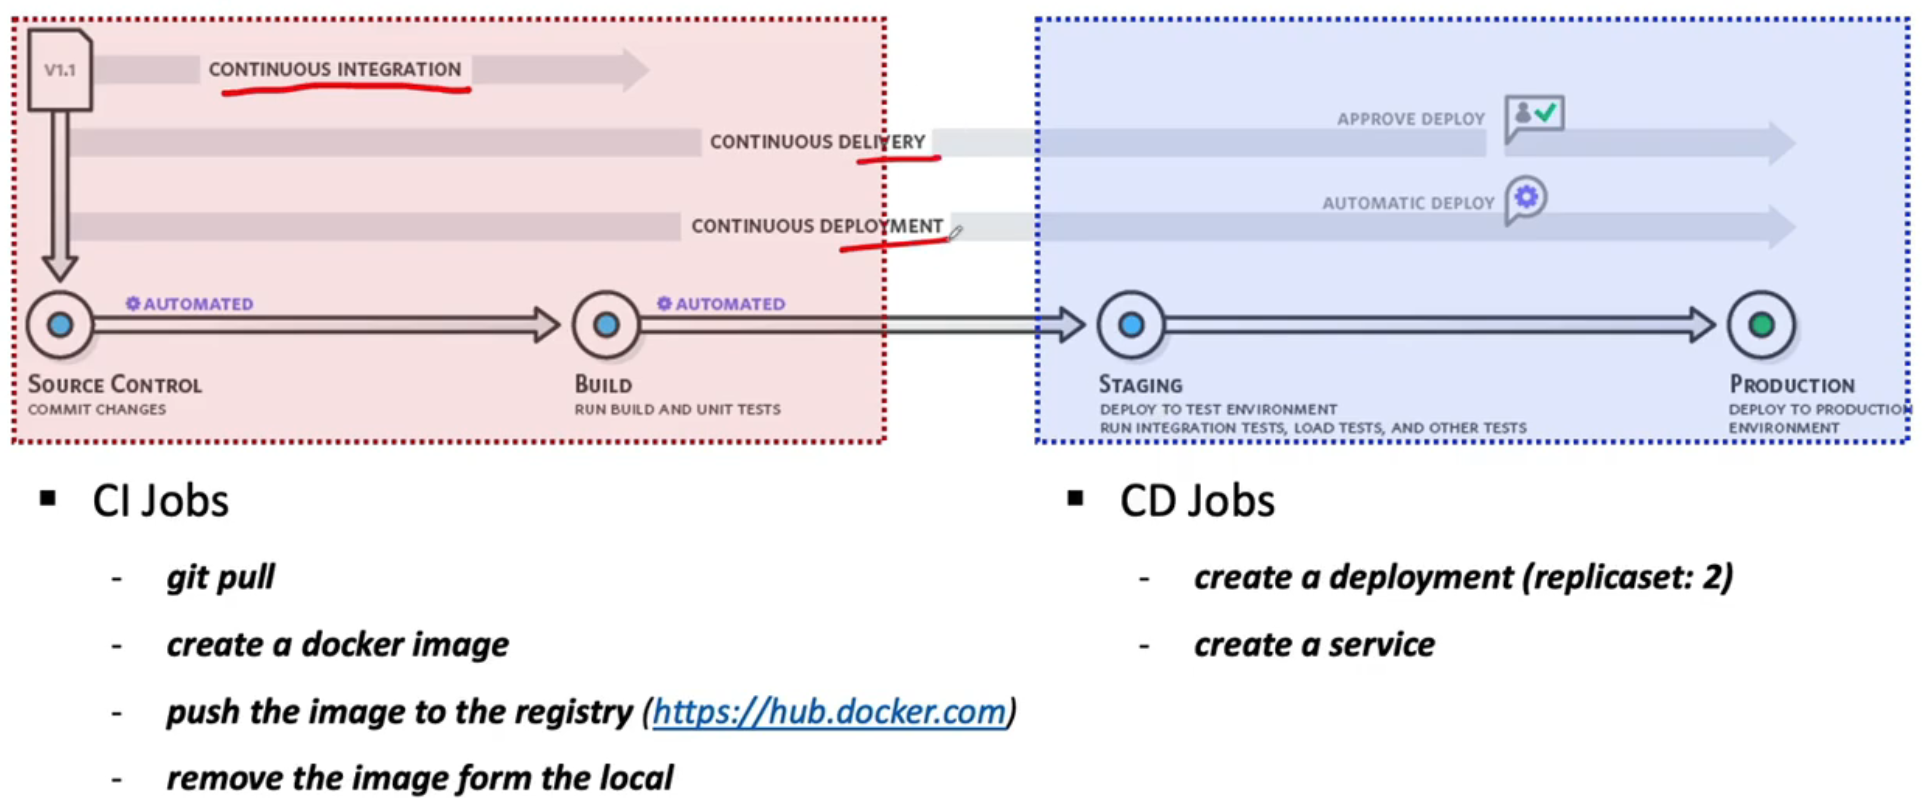 V1.1
CONTINUOUS INTEGRATION
CONTINUOUS DELIVERY
APPROVE DEPLOY
CONTINUOUS DEPLOYMENT
AUTOMATIC DEPLOY
AUTOMATED
AUTOMATED
SOURCE CONTROL
COMMIT CHANGES
BUILD
RUN BUILD AND UNIT TESTS
STAGING
DEPLOY TO TEST ENVIRONMENT
RUN INTEGRATION TESTS, LOAD TESTS, AND OTHER TESTS
PRODUCTION
DEPLOY TO PRODUCTION
ENVIRONMENT
▪ CI Jobs
- git pull
- create a docker image
- push the image to the registry (https://hub.docker.com)
- remove the image form the local
▪ CD Jobs
- create a deployment (replicaset: 2)
- create a service